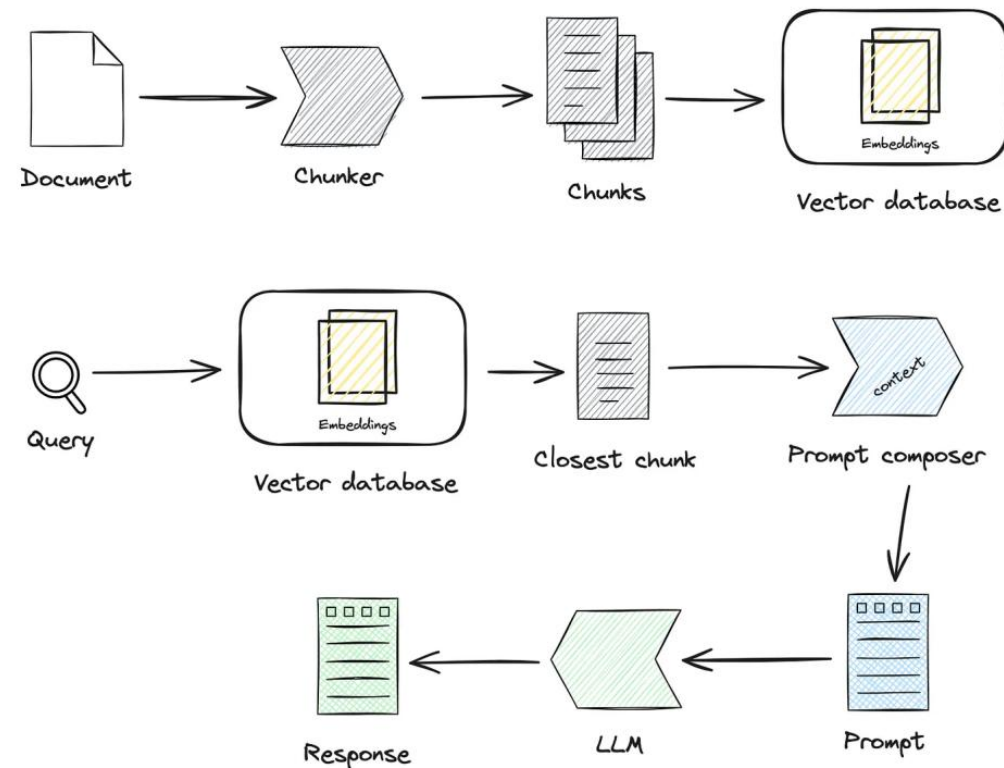 Embeddings
Document
Chunker
Chunks
Vector database
context
Embeddings
Query
Vector database
Closest chunk
Prompt composer
Response
LLM
Prompt